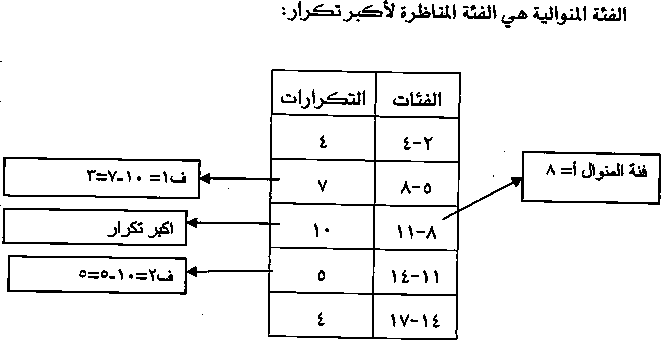 الفئة المنوالية هي الفئة المناظرة لأكبر تكرار:
الفئات التكرارات
٢-٤ ٤
٥-٨ ٧
٨-١١ ١٠
١١-١٤ ٥
١٤-١٧ ٤
فئة المنوال أ= ٨
ف١= ١٠-٧=٣
اكبر تكرار
ف٢=١٠-٥=٥